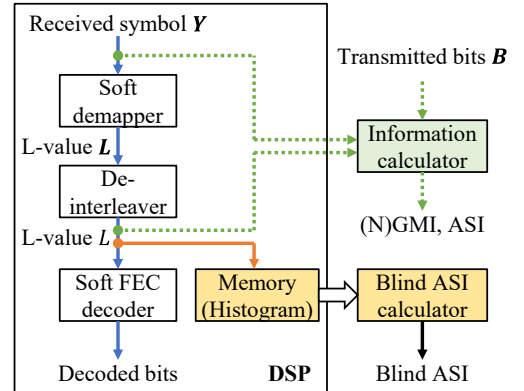 Received symbol Y
Transmitted bits B
Soft
demapper
L-value L
Information
calculator
De-
interleaver
(N)GMI, ASI
L-value L
Soft FEC
decoder
Memory
(Histogram)
Blind ASI
calculator
Decoded bits
DSP
Blind ASI